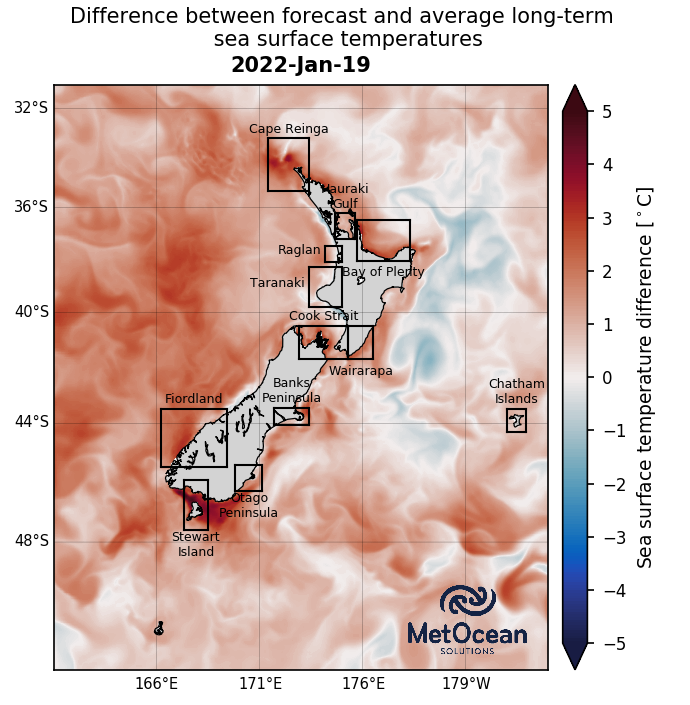 Difference between forecast and average long-term
sea surface temperatures
2022-Jan-19
32°S
36°S
40°S
44°S
48°S
166°E
171°E
176°E
179°W
Cape Reinga
Hauraki
Gulf
Raglan
Bay of Plenty
Taranaki
Cook Strait
Wairarapa
Banks
Peninsula
Fiordland
Chatham
Islands
Otago
Peninsula
Stewart
Island
MetOcean
SOLUTIONS
5
4
3
2
1
0
−1
−2
−3
−4
−5
Sea surface temperature difference [°C]